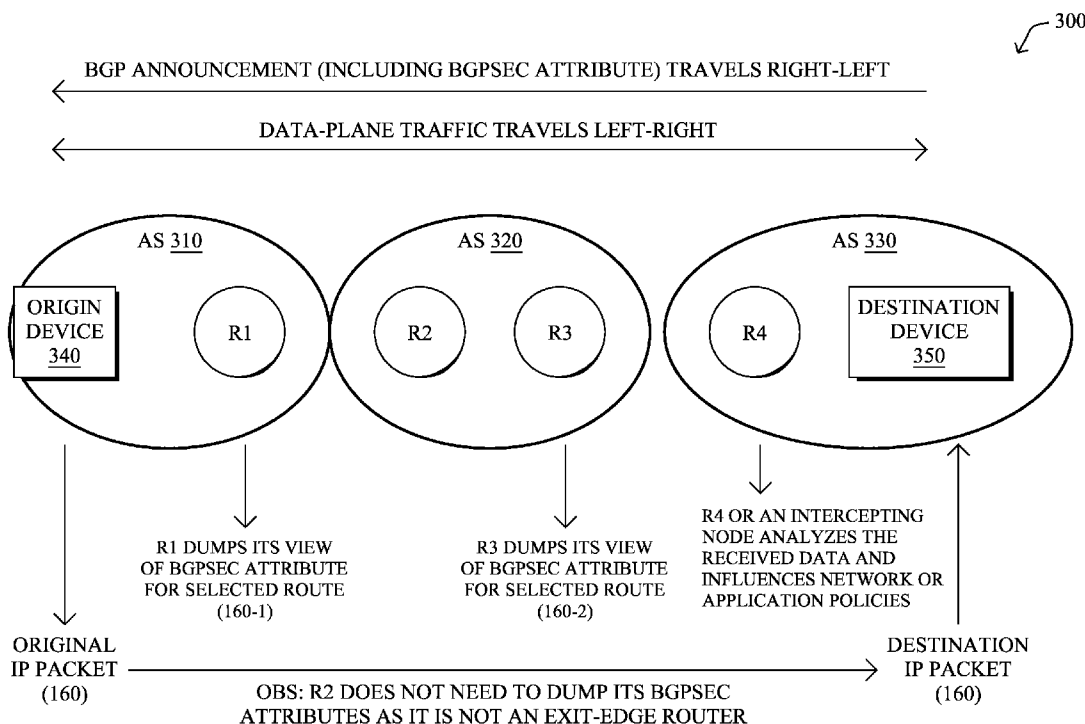 300
BGP ANNOUNCEMENT (INCLUDING BGPSEC ATTRIBUTE) TRAVELS RIGHT-LEFT
DATA-PLANE TRAFFIC TRAVELS LEFT-RIGHT
AS 310
AS 320
AS 330
ORIGIN
DEVICE
340
R1
R2
R3
R4
DESTINATION
DEVICE
350
R1 DUMPS ITS VIEW
OF BGPSEC ATTRIBUTE
FOR SELECTED ROUTE
(160-1)
R3 DUMPS ITS VIEW
OF BGPSEC ATTRIBUTE
FOR SELECTED ROUTE
(160-2)
R4 OR AN INTERCEPTING
NODE ANALYZES THE
RECEIVED DATA AND
INFLUENCES NETWORK OR
APPLICATION POLICIES
ORIGINAL
IP PACKET
(160)
DESTINATION
IP PACKET
(160)
OBS: R2 DOES NOT NEED TO DUMP ITS BGPSEC
ATTRIBUTES AS IT IS NOT AN EXIT-EDGE ROUTER